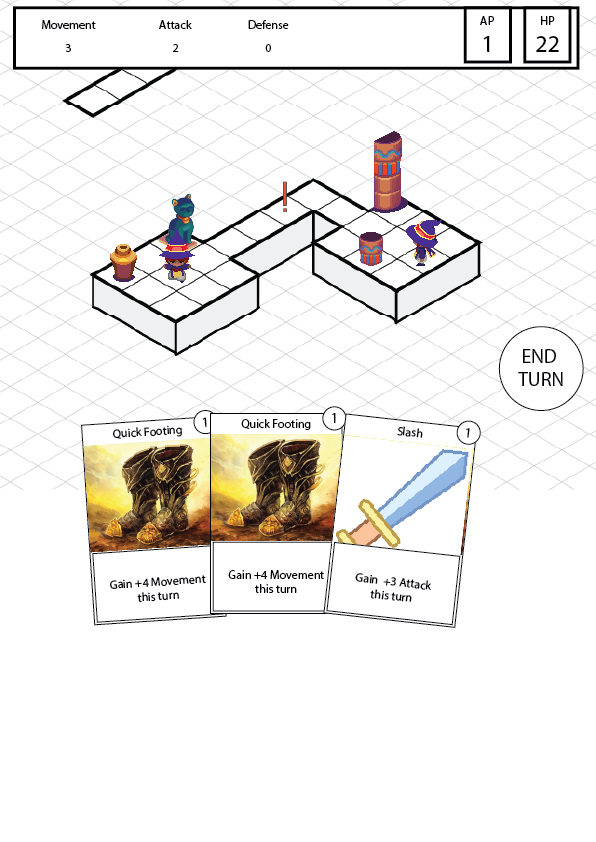 Movement Attack Defense AP HP
3 2 0 1 22
!
END
TURN
Quick Footing 1
Gain +4 Movement
this turn
Quick Footing 1
Gain +4 Movement
this turn
Slash 1
Gain +3 Attack
this turn